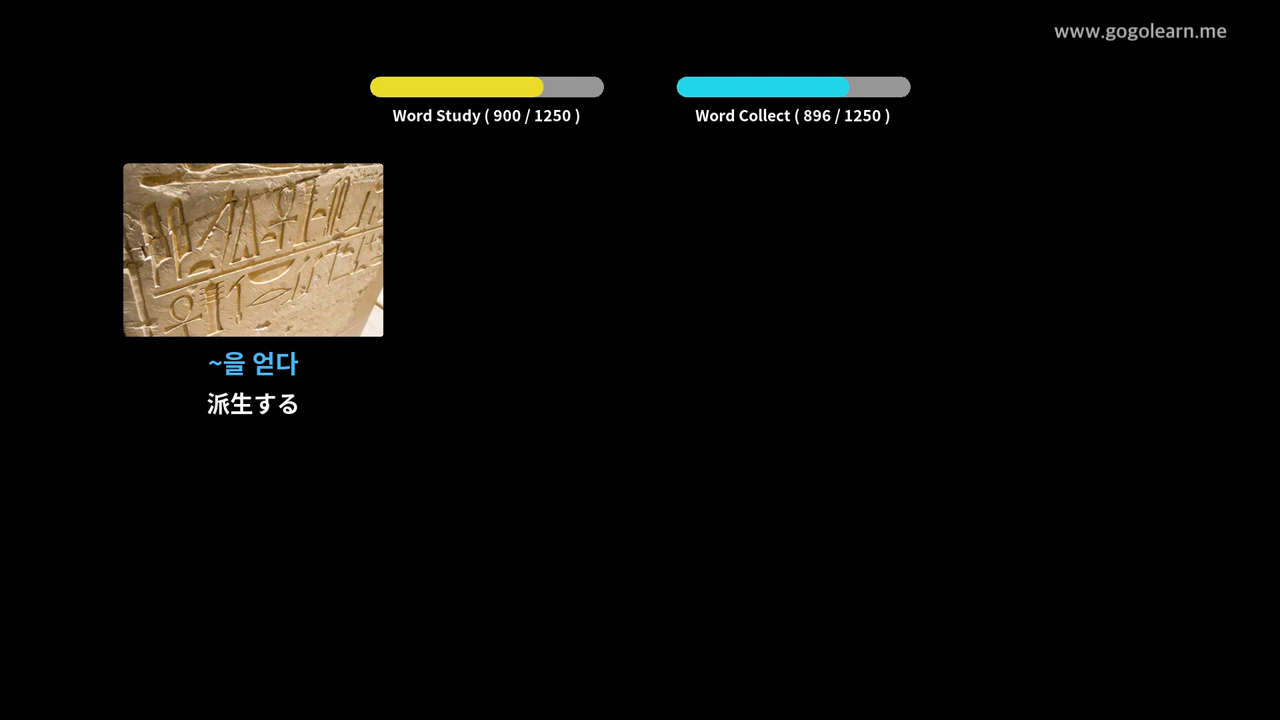 www.gogolearn.me
Word Study ( 900 / 1250 )
Word Collect ( 896 / 1250 )
~을 얻다
派生する